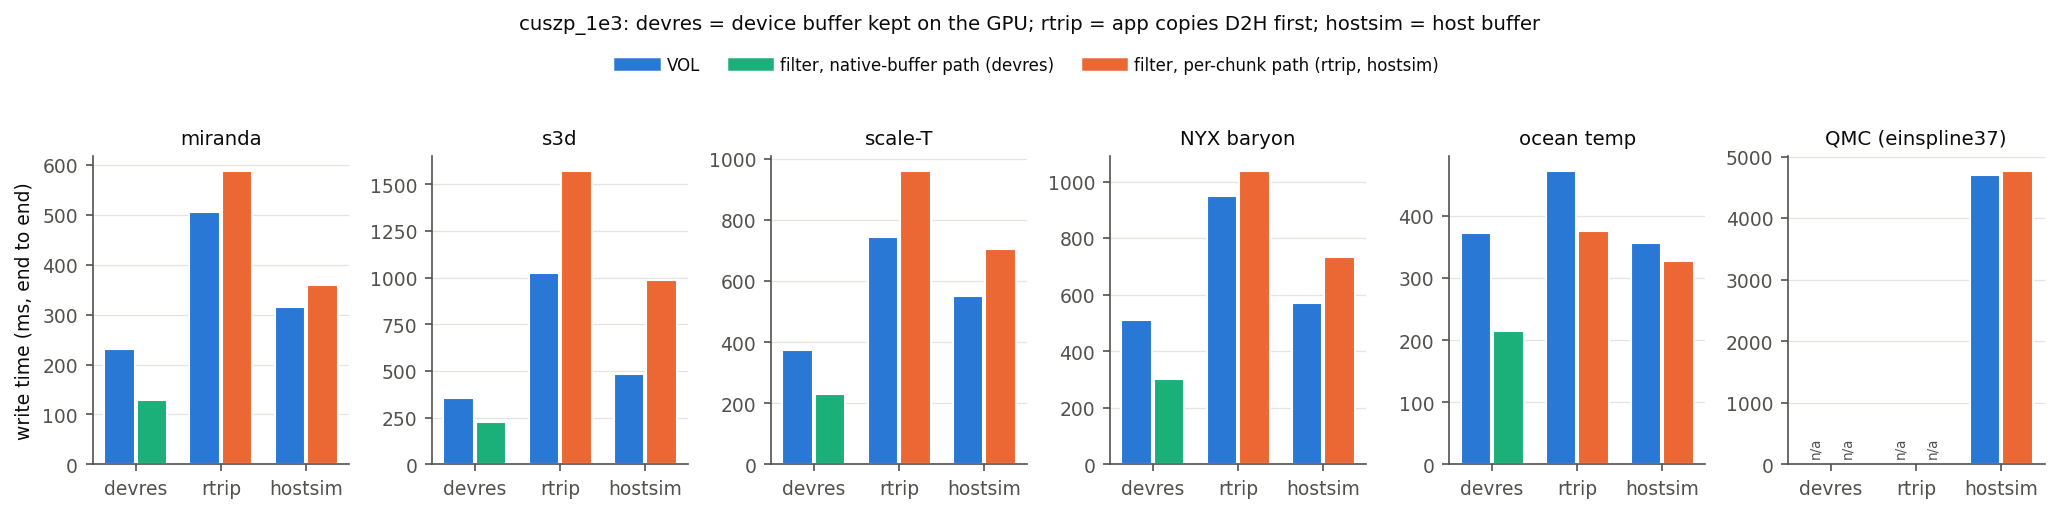 cuszp_1e3: devres = device buffer kept on the GPU; rtrip = app copies D2H first; hostsim = host buffer
VOL filter, native-buffer path (devres) filter, per-chunk path (rtrip, hostsim)
miranda
write time (ms, end to end)
600
500
400
300
200
100
0
devres rtrip hostsim
s3d
1500
1250
1000
750
500
250
0
devres rtrip hostsim
scale-T
1000
800
600
400
200
0
devres rtrip hostsim
NYX baryon
1000
800
600
400
200
0
devres rtrip hostsim
ocean temp
400
300
200
100
0
devres rtrip hostsim
QMC (einspline37)
5000
4000
3000
2000
1000
0
n/a n/a n/a n/a
devres rtrip hostsim